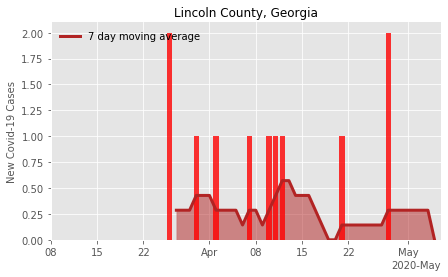 Lincoln County, Georgia
7 day moving average
New Covid-19 Cases
2.00
1.75
1.50
1.25
1.00
0.75
0.50
0.25
0.00
08 15 22 Apr 08 15 22 May
2020-May